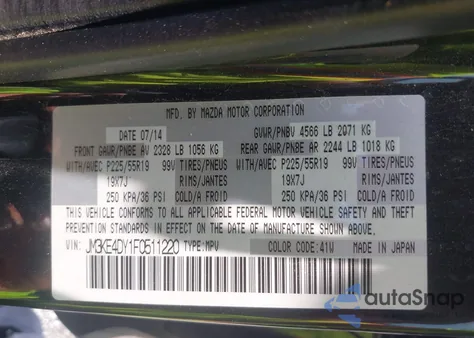 MFD. BY MAZDA MOTOR CORPORATION
DATE 07/14 GVWR/PNBV 4566 LB 2071 KG
FRONT GAWR/PNBE AV 2328 LB 1056 KG REAR GAWR/PNBE AR 2244 LB 1018 KG
WITH/AVEC P225/55R19 99V TIRES/PNEUS WITH/AVEC P225/55R19 99V TIRES/PNEUS
19X7J RIMS/JANTES 19X7J RIMS/JANTES
250 KPA/36 PSI COLD/A FROID 250 KPA/36 PSI COLD/A FROID
THIS VEHICLE CONFORMS TO ALL APPLICABLE FEDERAL MOTOR VEHICLE SAFETY AND THEFT
PREVENTION STANDARDS IN EFFECT ON THE DATE OF MANUFACTURE SHOWN ABOVE.
VIN: JM3KE4DY1F0511220 TYPE:MPV COLOR CODE:41W MADE IN JAPAN
autoSnap